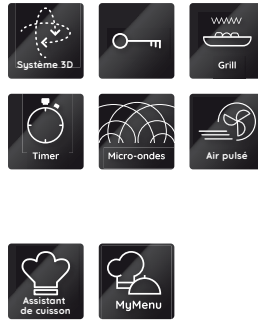 Système 3D
Grill
Timer
Micro-ondes
Air pulsé
Assistant
de cuisson
MyMenu